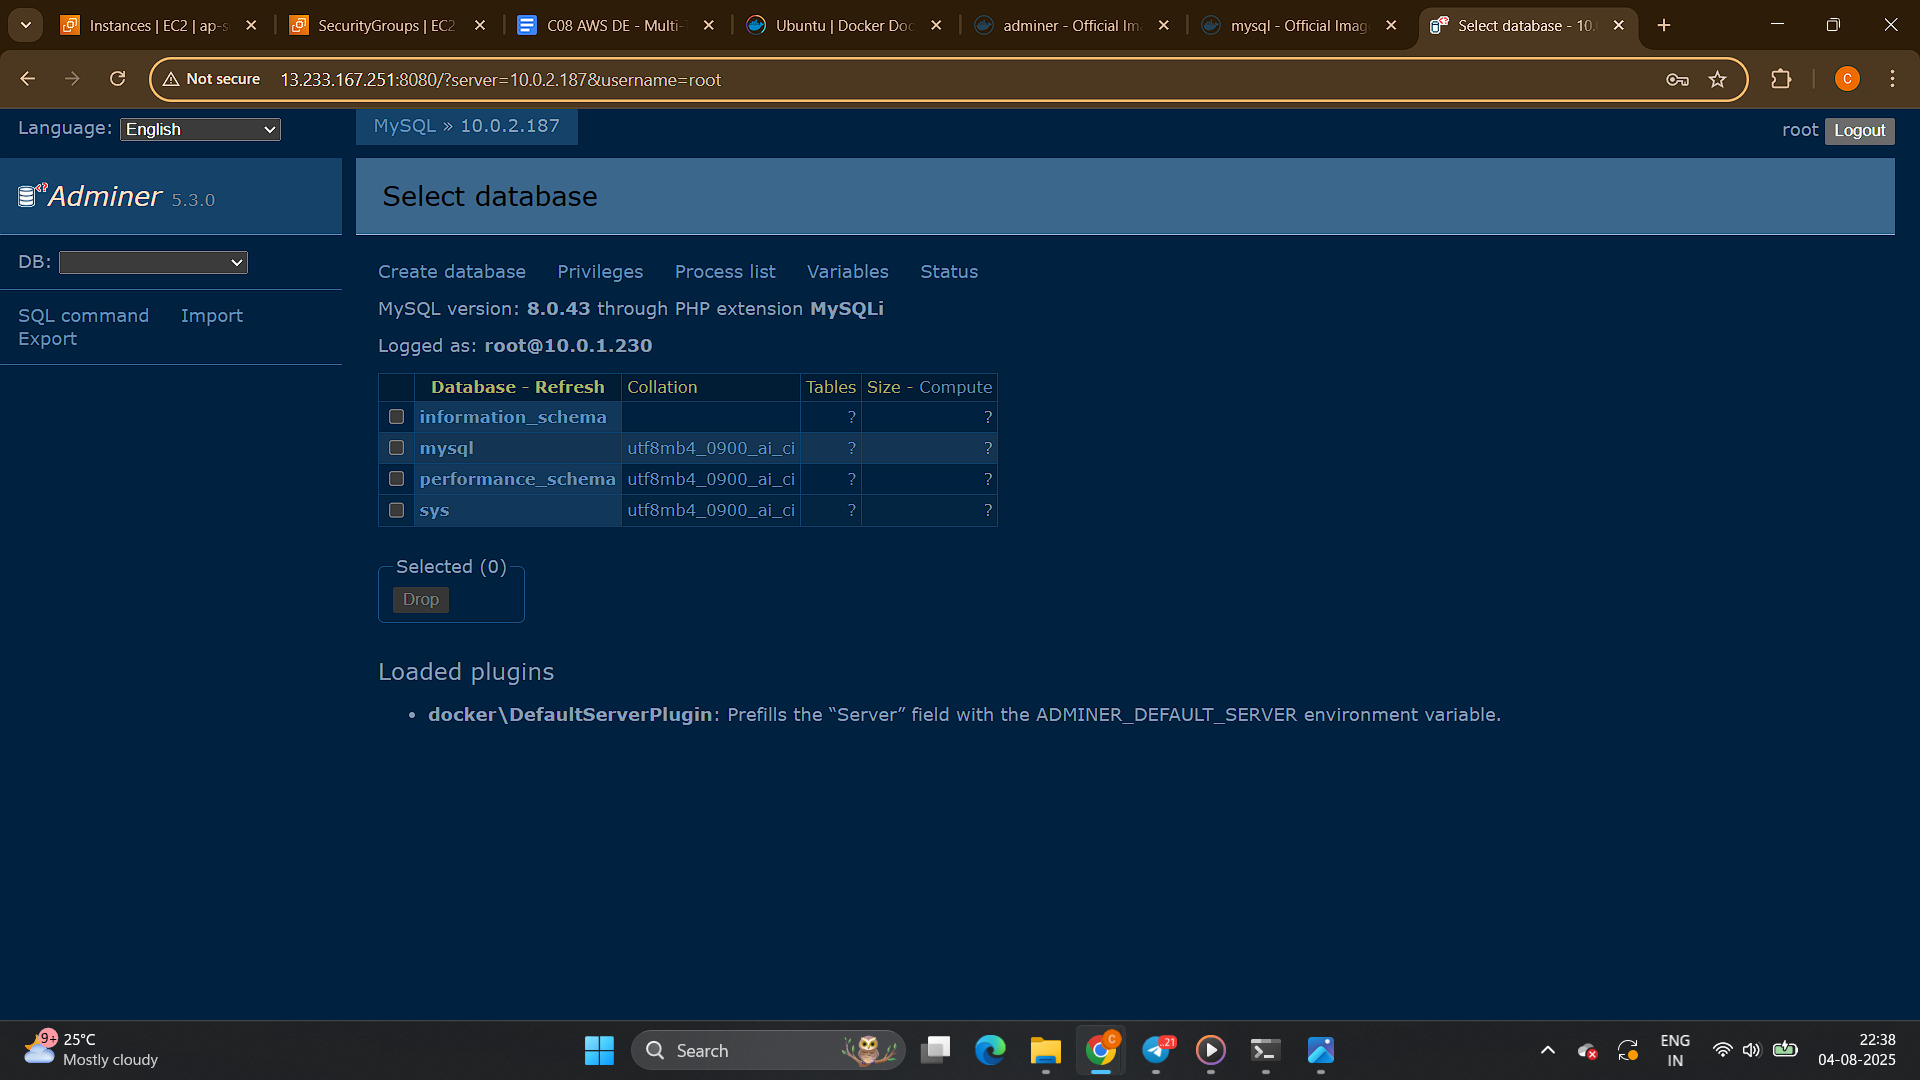 Instances | EC2 | ap-s
SecurityGroups | EC2
C08 AWS DE - Multi-
Ubuntu | Docker Doc
adminer - Official Im
mysql - Official Imag
Select database - 10.
Not secure
13.233.167.251:8080/?server=10.0.2.187&username=root
C
Language: English
MySQL » 10.0.2.187
root Logout
Adminer 5.3.0
Select database
DB:
SQL command Import
Export
Create database Privileges Process list Variables Status
MySQL version: 8.0.43 through PHP extension MySQLi
Logged as: root@10.0.1.230
Database - Refresh Collation Tables Size - Compute
information_schema ? ?
mysql utf8mb4_0900_ai_ci ? ?
performance_schema utf8mb4_0900_ai_ci ? ?
sys utf8mb4_0900_ai_ci ? ?
Selected (0)
Drop
Loaded plugins
• docker\DefaultServerPlugin: Prefills the “Server” field with the ADMINER_DEFAULT_SERVER environment variable.
9+
25°C
Mostly cloudy
Search
C
21
ENG
IN
22:38
04-08-2025